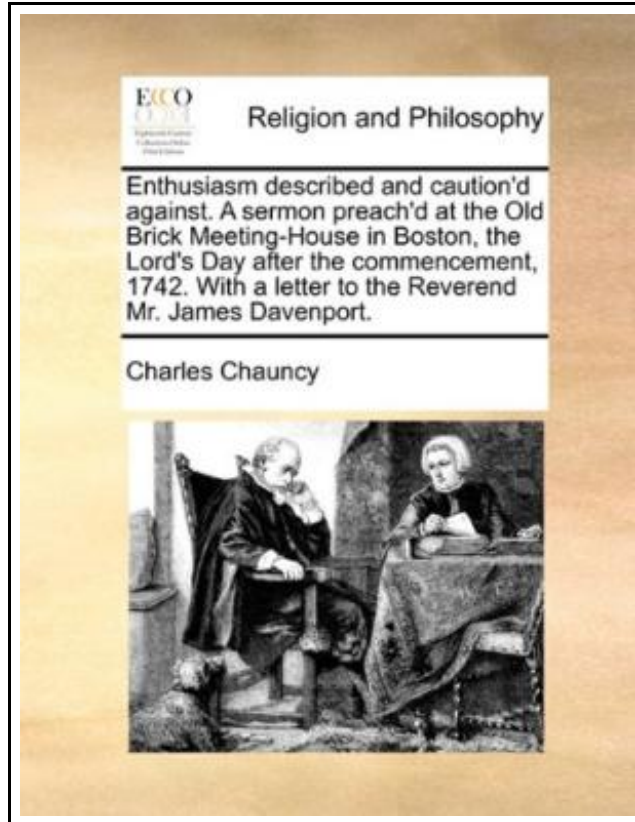 ECCO
Religion and Philosophy
Enthusiasm described and caution'd
against. A sermon preach'd at the Old
Brick Meeting-House in Boston, the
Lord's Day after the commencement,
1742. With a letter to the Reverend
Mr. James Davenport.
Charles Chauncy